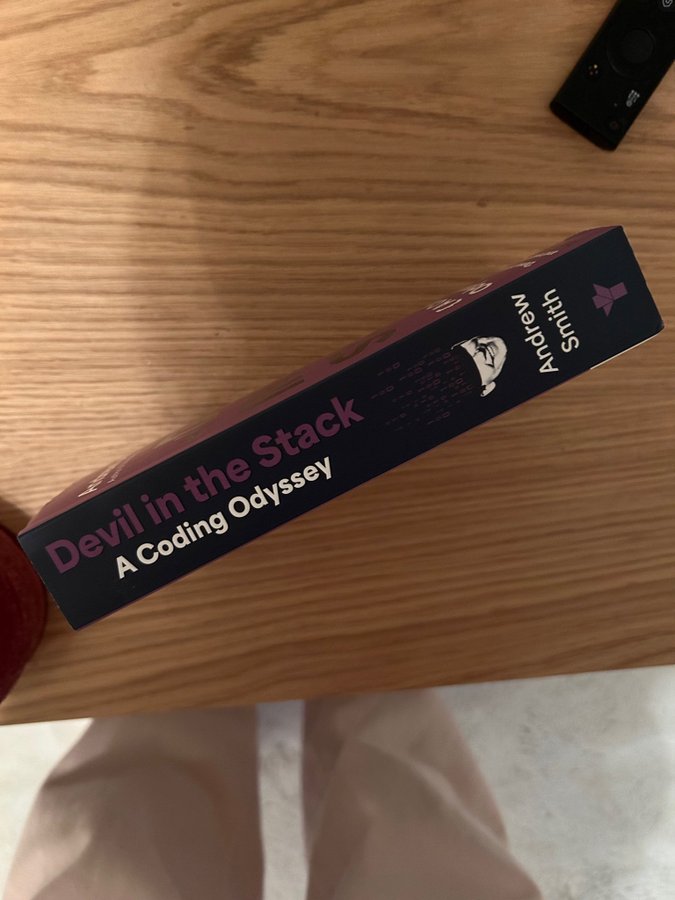 Devil in the Stack
A Coding Odyssey
Andrew
Smith